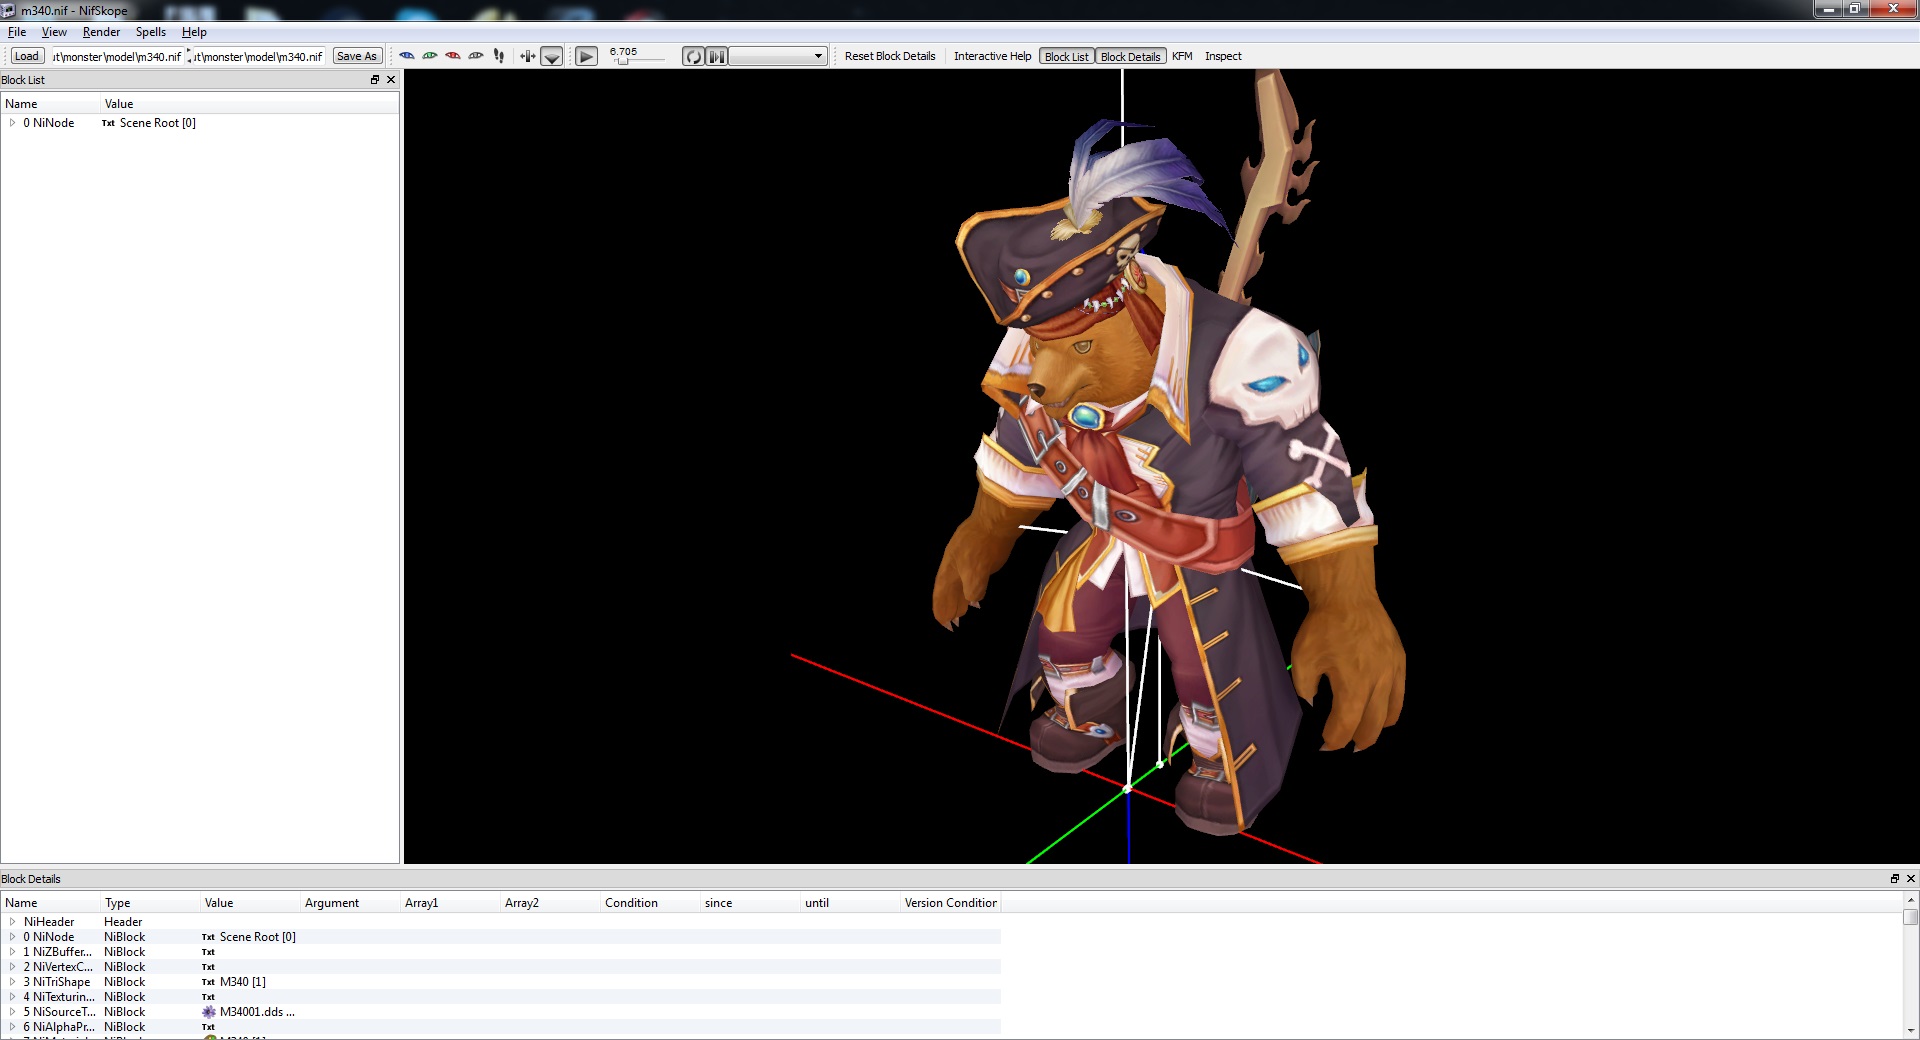 m340.nif - NifSkope
File View Render Spells Help
Load ut\monster\model\m340.nif ut\monster\model\m340.nif Save As 6.705 Reset Block Details Interactive Help Block List Block Details KFM Inspect
Block List
Name Value
0 NiNode Txt Scene Root [0]
Block Details
Name Type Value Argument Array1 Array2 Condition since until Version Condition
NiHeader Header
0 NiNode NiBlock Txt Scene Root [0]
1 NiZBuffer... NiBlock Txt
2 NiVertexC... NiBlock Txt
3 NiTriShape NiBlock Txt M340 [1]
4 NiTexturin... NiBlock Txt
5 NiSourceT... NiBlock M34001.dds ...
6 NiAlphaPr... NiBlock Txt